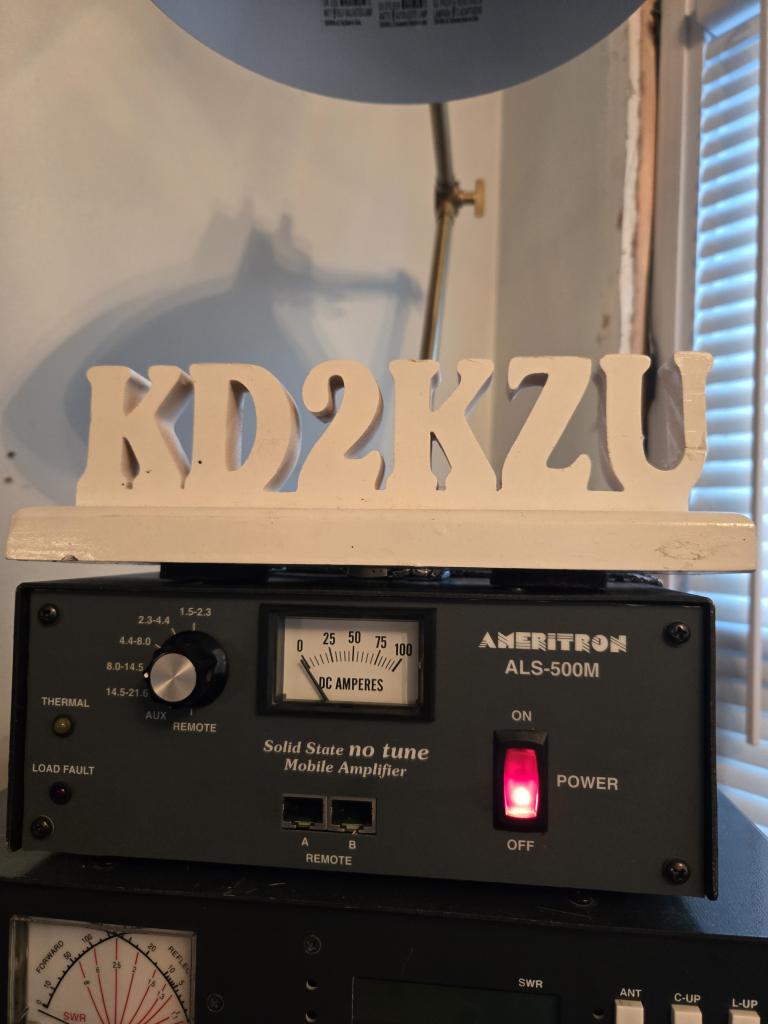 KD2KZU
1.5-2.3
2.3-4.4
4.4-8.0
8.0-14.5
14.5-21.6
AUX
REMOTE
THERMAL
LOAD FAULT
0 25 50 75 100
DC AMPERES
AMERITRON
ALS-500M
Solid State no tune
Mobile Amplifier
ON
POWER
OFF
A B
REMOTE
FORWARD
SWR
SWR
ANT
C-UP
L-UP